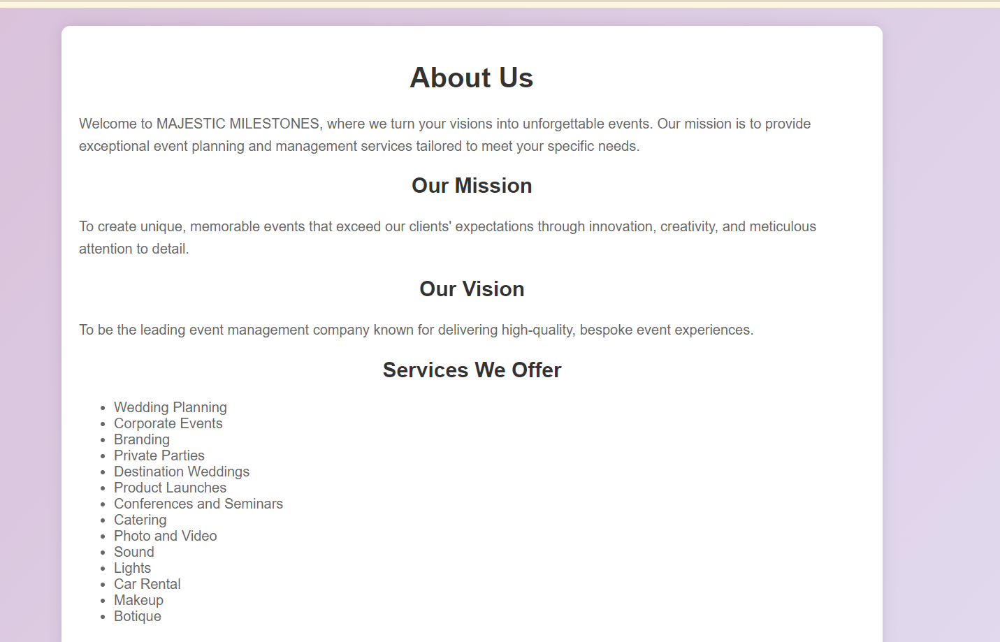 About Us
Welcome to MAJESTIC MILESTONES, where we turn your visions into unforgettable events. Our mission is to provide
exceptional event planning and management services tailored to meet your specific needs.
Our Mission
To create unique, memorable events that exceed our clients' expectations through innovation, creativity, and meticulous
attention to detail.
Our Vision
To be the leading event management company known for delivering high-quality, bespoke event experiences.
Services We Offer
• Wedding Planning
• Corporate Events
• Branding
• Private Parties
• Destination Weddings
• Product Launches
• Conferences and Seminars
• Catering
• Photo and Video
• Sound
• Lights
• Car Rental
• Makeup
• Botique